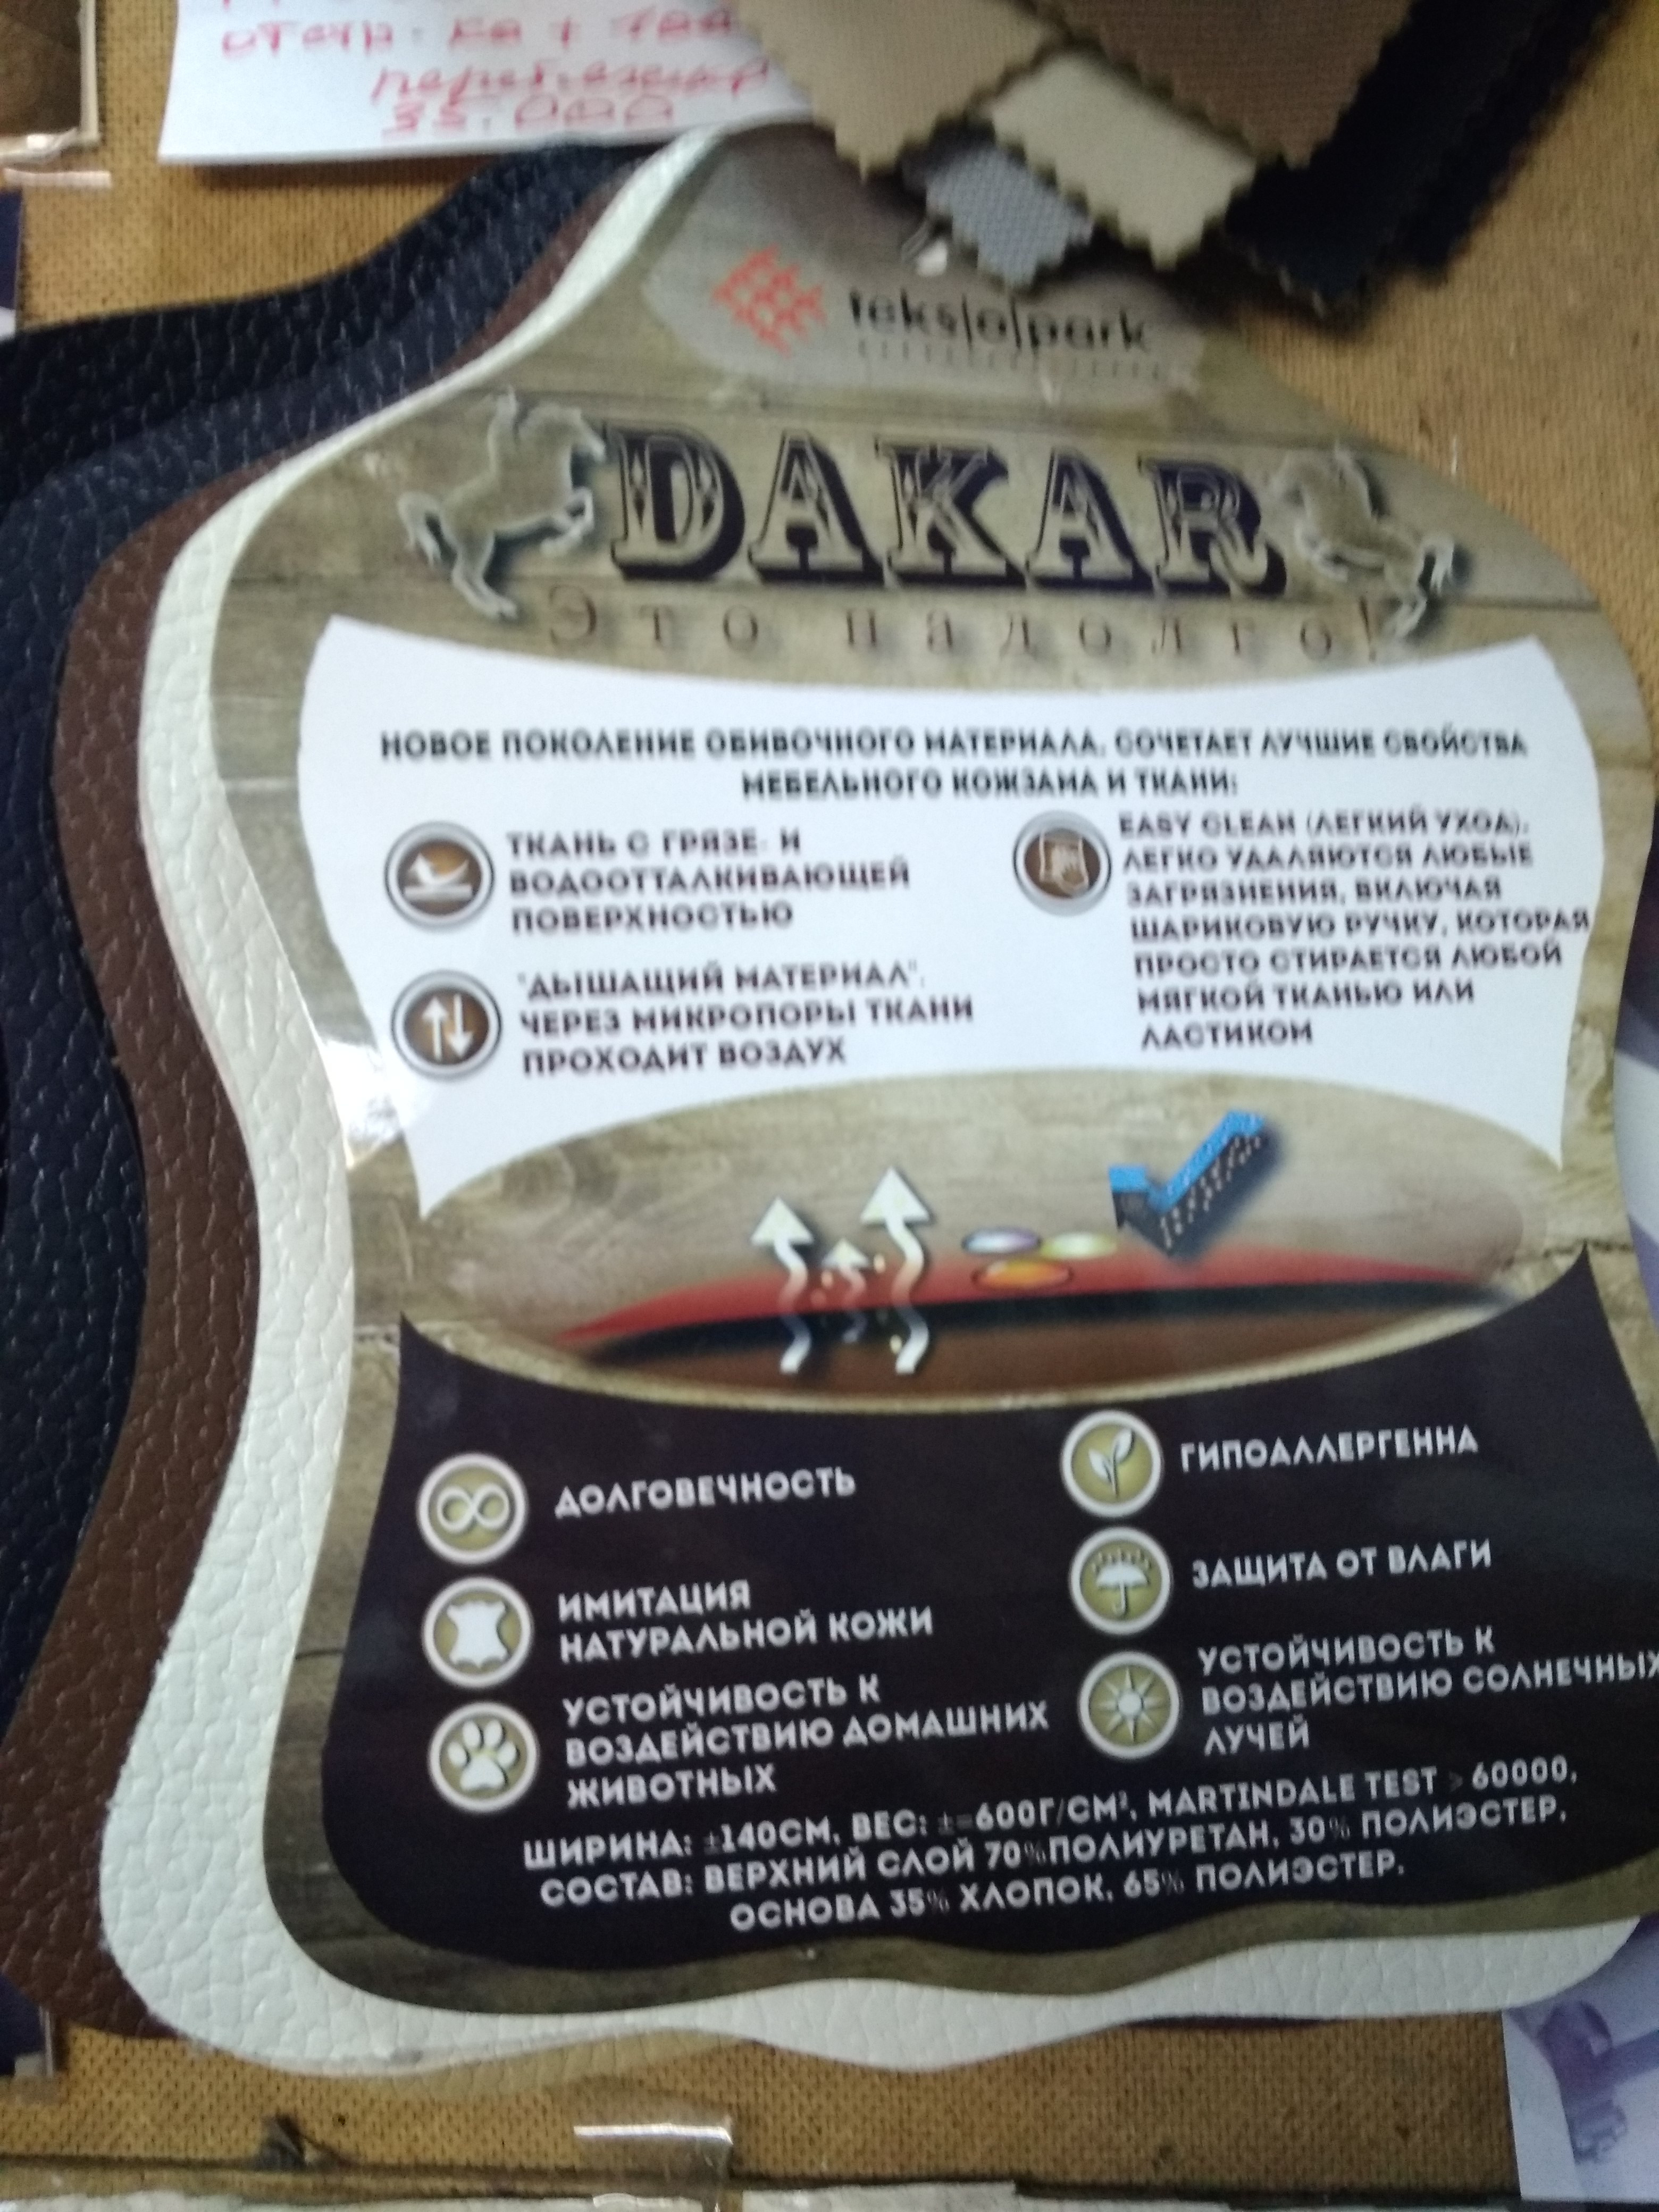 35.000
teks|o|park
DAKAR
Это надолго!
НОВОЕ ПОКОЛЕНИЕ ОБИВОЧНОГО МАТЕРИАЛА. СОЧЕТАЕТ ЛУЧШИЕ СВОЙСТВА
МЕБЕЛЬНОГО КОЖЗАМА И ТКАНИ:
ТКАНЬ С ГРЯЗЕ- И
ВОДООТТАЛКИВАЮЩЕЙ
ПОВЕРХНОСТЬЮ
"ДЫШАЩИЙ МАТЕРИАЛ".
ЧЕРЕЗ МИКРОПОРЫ ТКАНИ
ПРОХОДИТ ВОЗДУХ
EASY CLEAN (ЛЕГКИЙ УХОД).
ЛЕГКО УДАЛЯЮТСЯ ЛЮБЫЕ
ЗАГРЯЗНЕНИЯ, ВКЛЮЧАЯ
ШАРИКОВУЮ РУЧКУ, КОТОРАЯ
ПРОСТО СТИРАЕТСЯ ЛЮБОЙ
МЯГКОЙ ТКАНЬЮ ИЛИ
ЛАСТИКОМ
ДОЛГОВЕЧНОСТЬ
ИМИТАЦИЯ
НАТУРАЛЬНОЙ КОЖИ
УСТОЙЧИВОСТЬ К
ВОЗДЕЙСТВИЮ ДОМАШНИХ
ЖИВОТНЫХ
ГИПОАЛЛЕРГЕННА
ЗАЩИТА ОТ ВЛАГИ
УСТОЙЧИВОСТЬ К
ВОЗДЕЙСТВИЮ СОЛНЕЧНЫХ
ЛУЧЕЙ
ШИРИНА: ±140СМ, ВЕС: ±=600Г/СМ², MARTINDALE TEST > 60000,
СОСТАВ: ВЕРХНИЙ СЛОЙ 70%ПОЛИУРЕТАН, 30% ПОЛИЭСТЕР,
ОСНОВА 35% ХЛОПОК, 65% ПОЛИЭСТЕР.